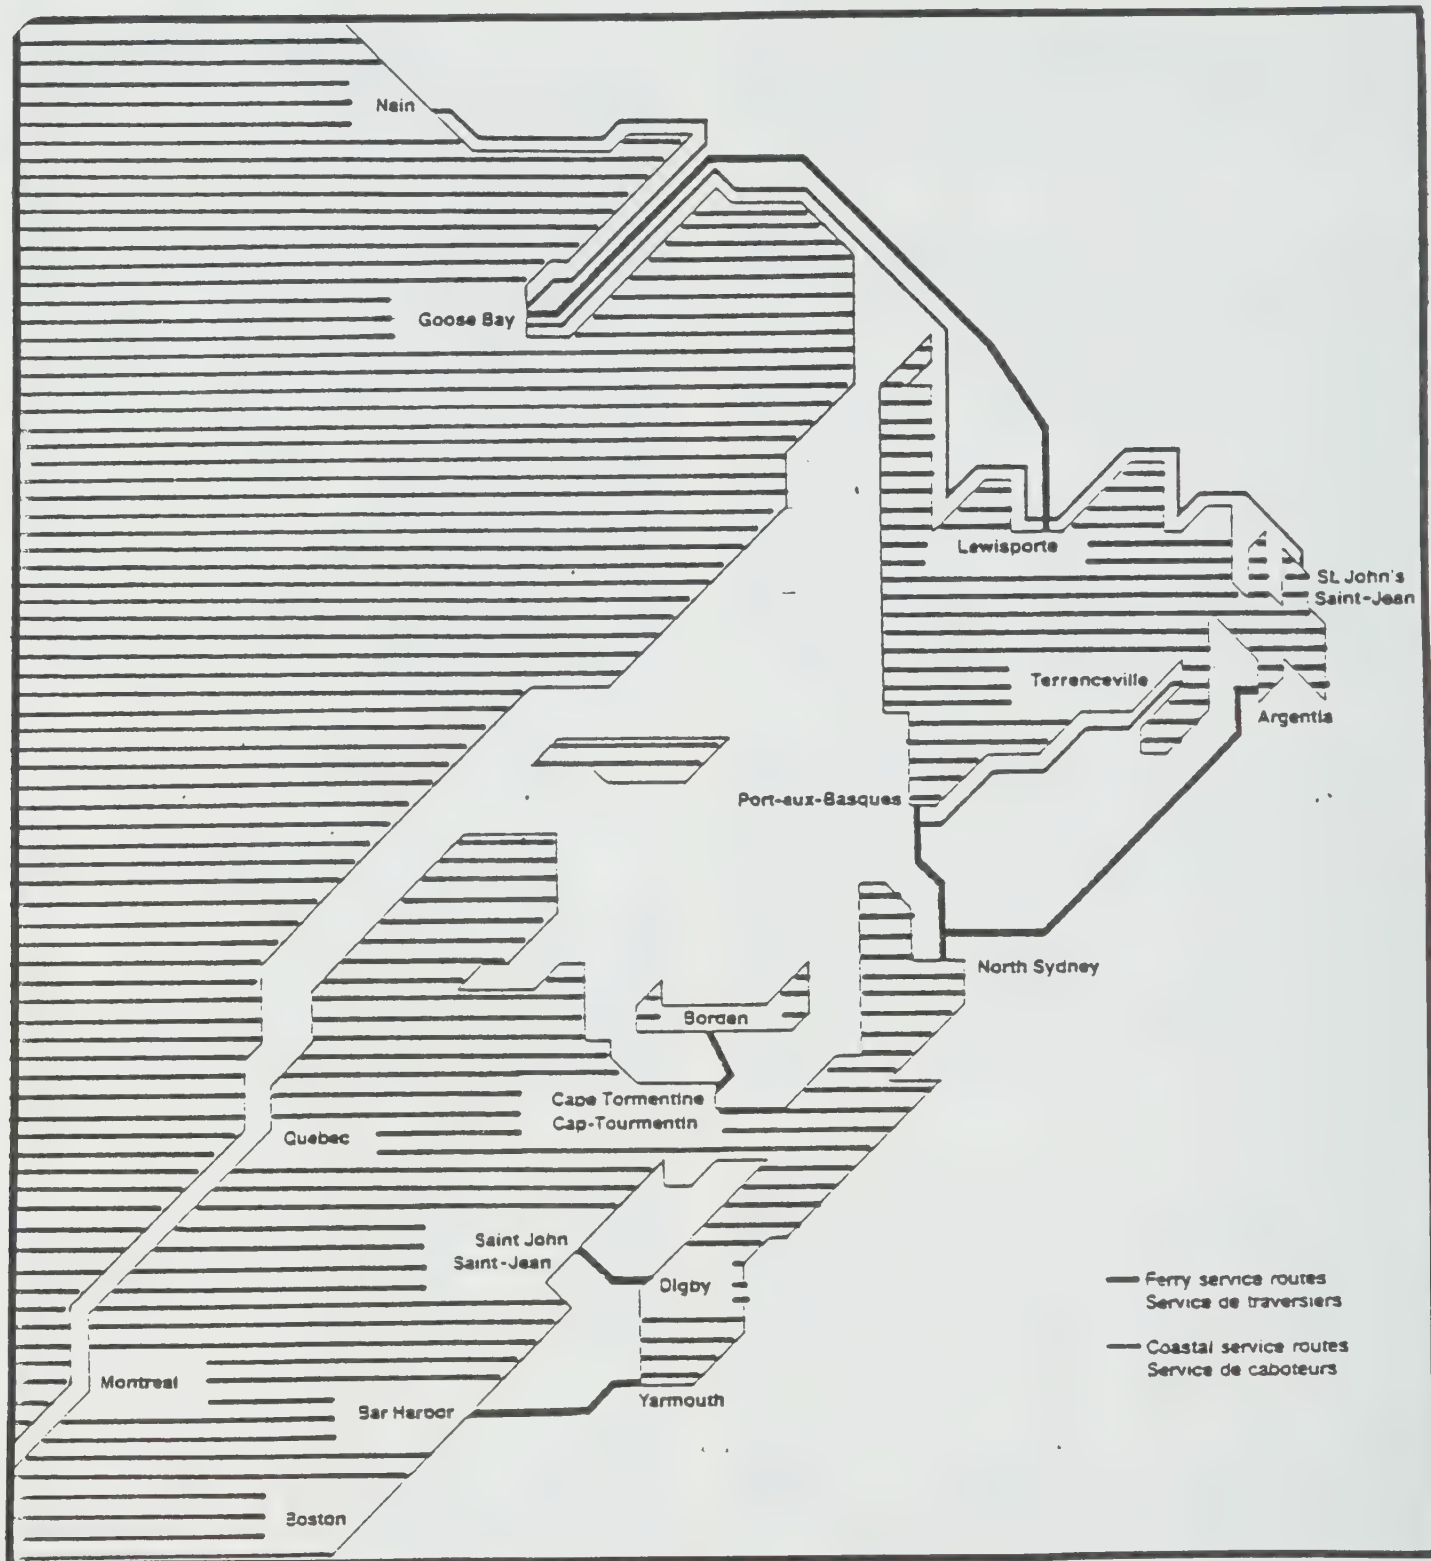 Nain
Goose Bay
Lewisporte
St. John's
Saint-Jean
Terrenceville
Argentia
Port-aux-Basques
North Sydney
Borden
Cape Tormentine
Cap-Tourmentin
Quebec
Saint John
Saint-Jean
Digby
Ferry service routes
Service de traversiers
Coastal service routes
Service de caboteurs
Montreal
Yarmouth
Bar Harbor
Boston